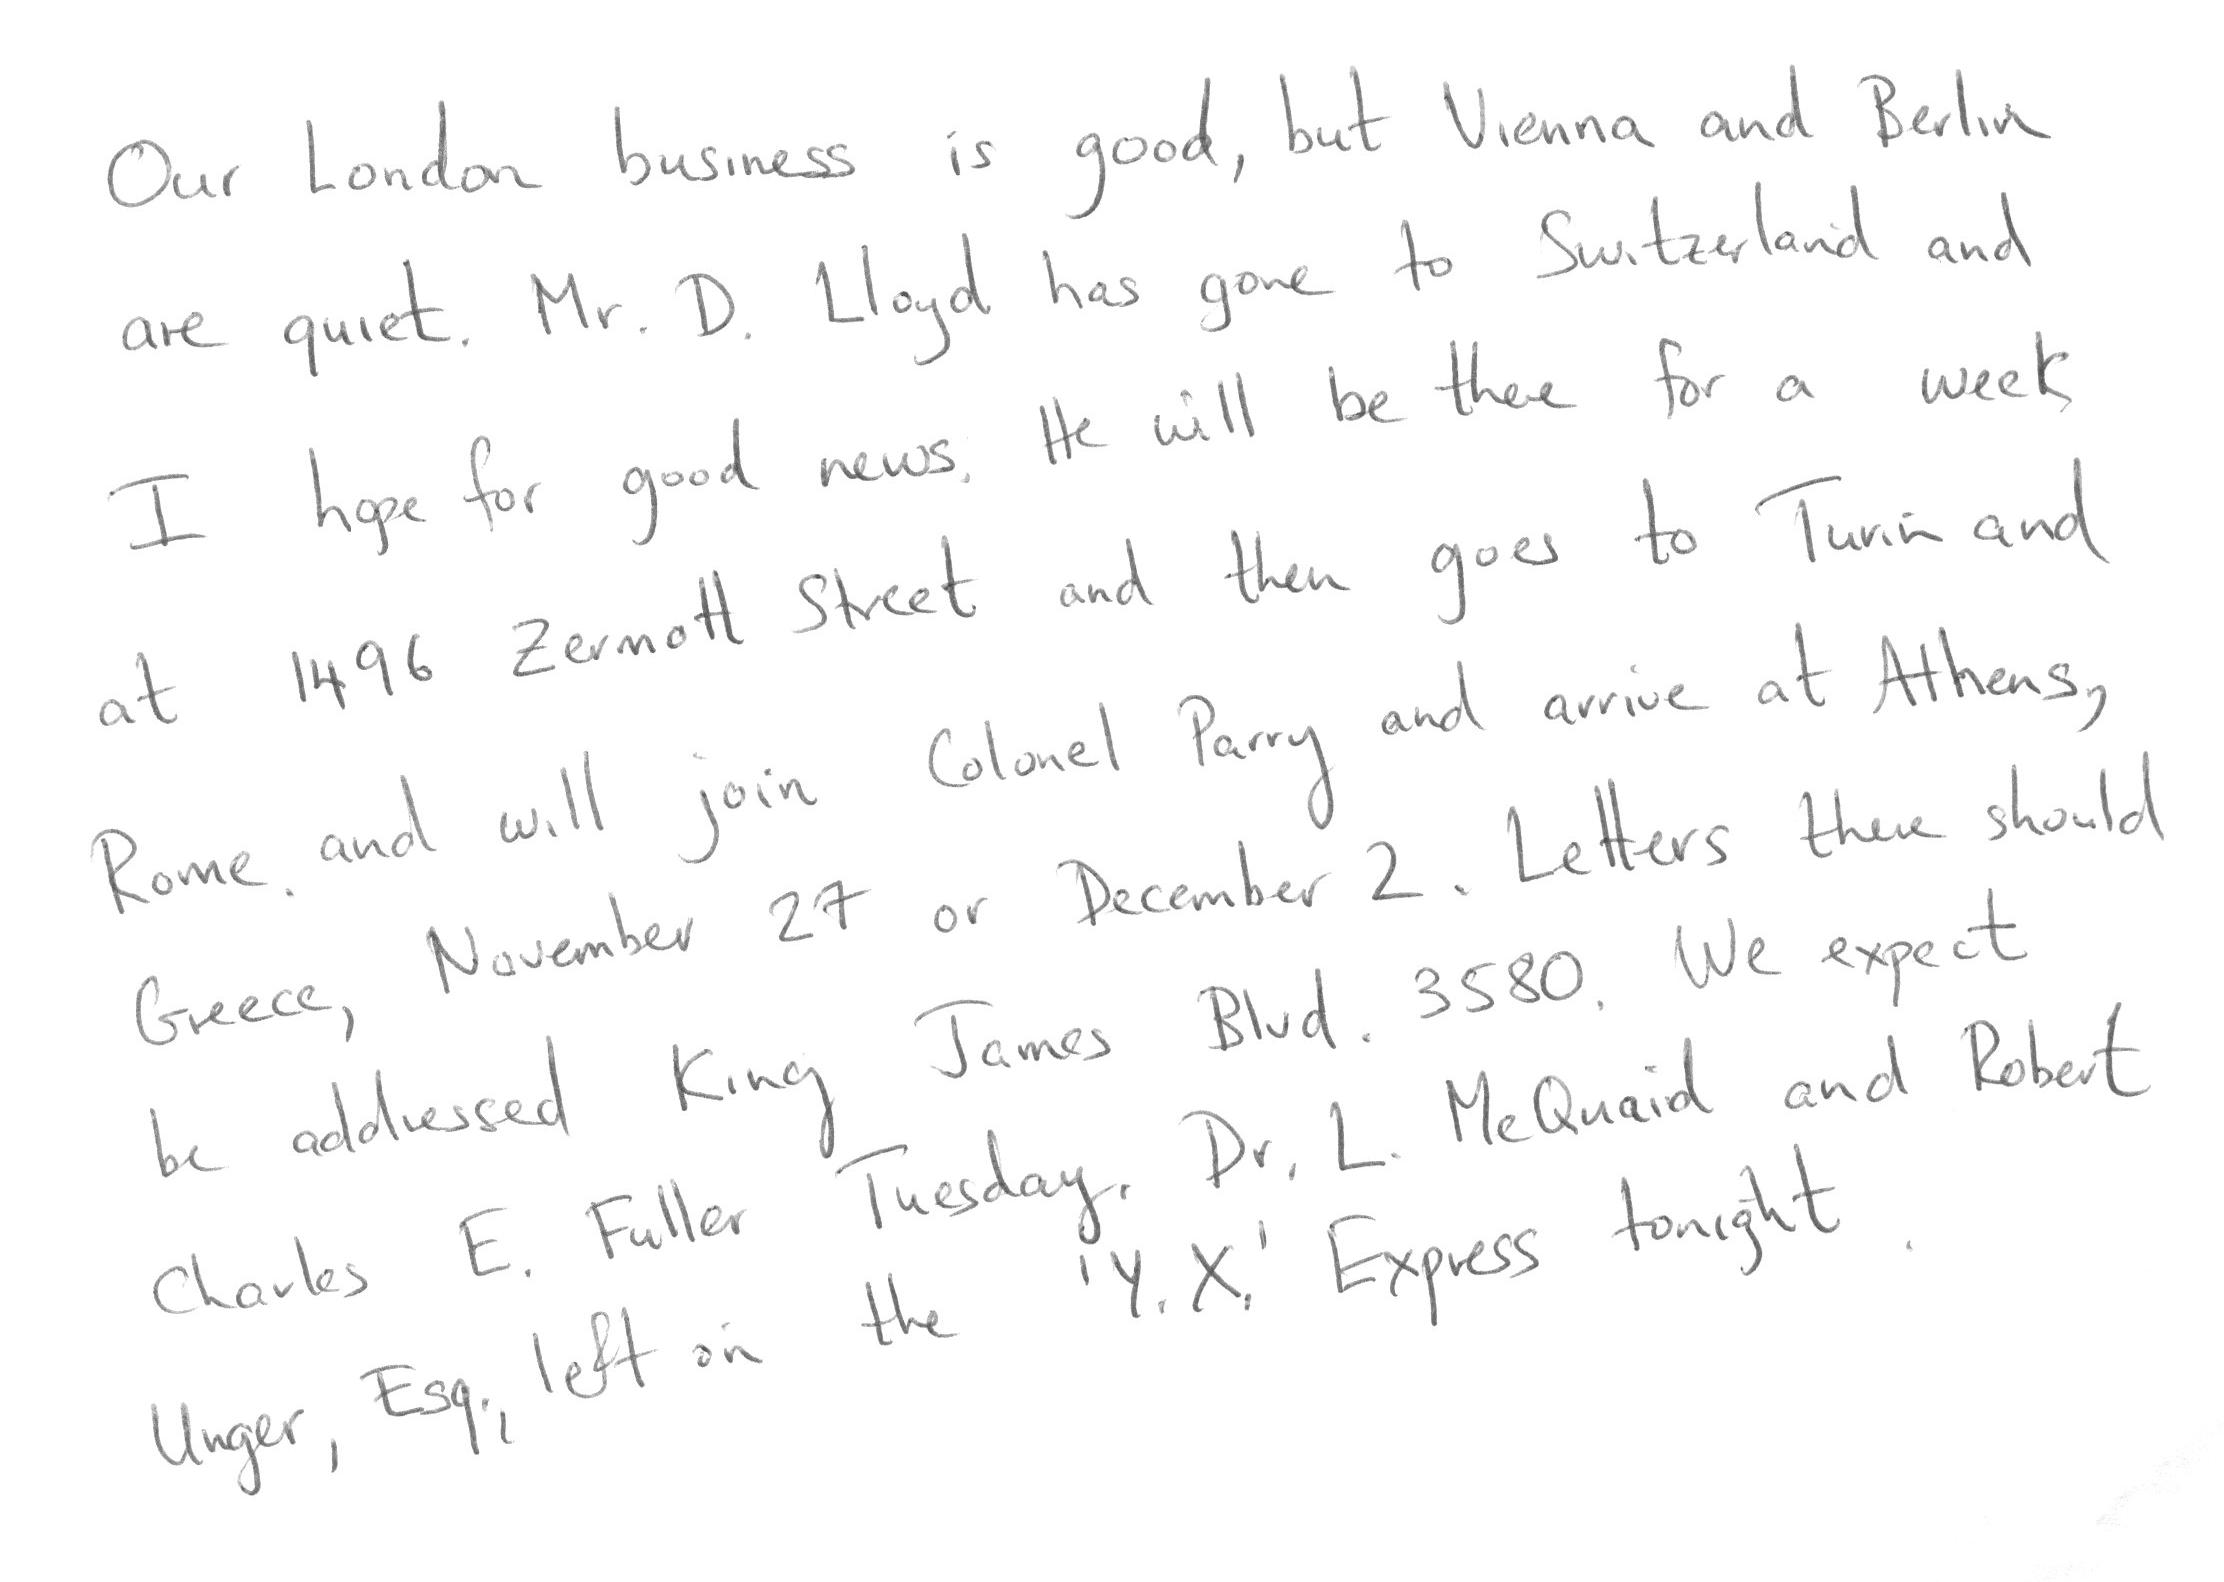 Our London business is good, but Vienna and Berlin
are quiet. Mr. D. Lloyd has gone to Switzerland and
I hope for good news. He will be there for a week
at 1496 Zermott Street and then goes to Turin and
Rome. and will join Colonel Parry and arrive at Athens,
Greece, November 27 or December 2. Letters there should
be addressed King James Blvd. 3580. We expect
Charles E. Fuller Tuesday. Dr. L. McQuaid and Robert
Unger, Esq., left on the 'Y. X.' Express tonight.